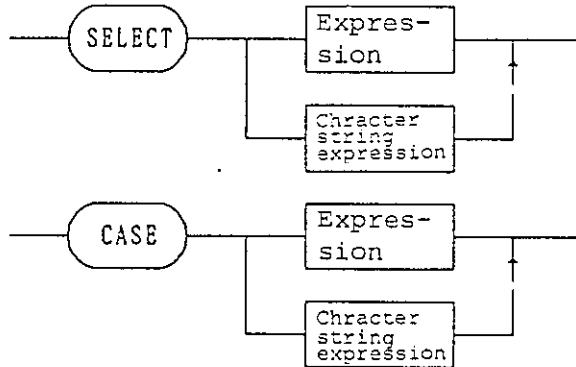 SELECT
Expres-
sion
Chracter
string
expression
CASE
Expres-
sion
Chracter
string
expression